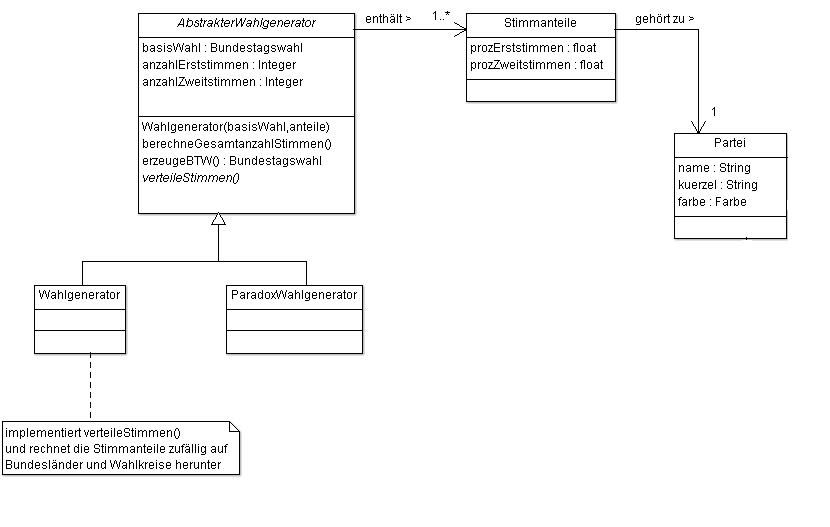 AbstrakterWahlgenerator
basisWahl : Bundestagswahl
anzahlErststimmen : Integer
anzahlZweitstimmen : Integer
Wahlgenerator(basisWahl,anteile)
berechneGesamtanzahlStimmen()
erzeugeBTW() : Bundestagswahl
verteileStimmen()
enthält >
1..*
Stimmanteile
prozErststimmen : float
prozZweitstimmen : float
gehört zu >
1
Partei
name : String
kuerzel : String
farbe : Farbe
Wahlgenerator
ParadoxWahlgenerator
implementiert verteileStimmen()
und rechnet die Stimmanteile zufällig auf
Bundesländer und Wahlkreise herunter